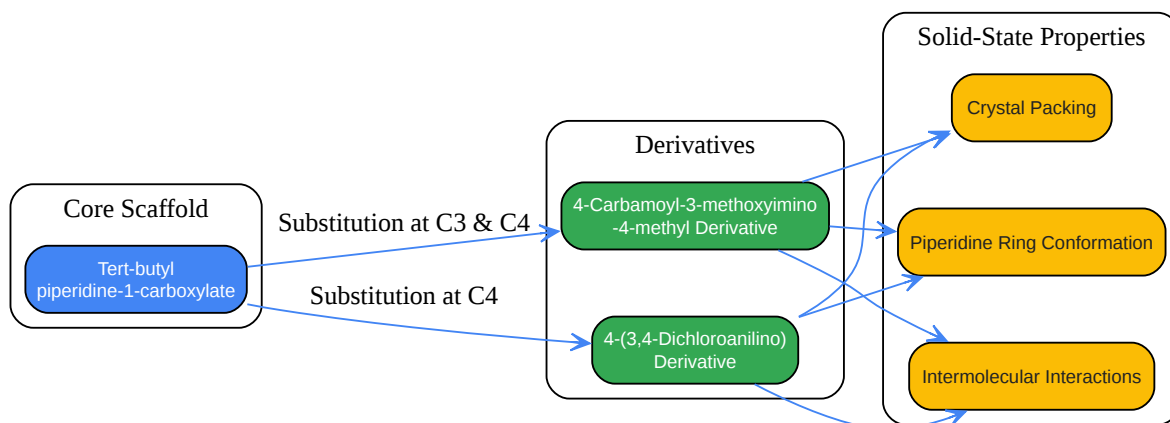 Core Scaffold
Tert-butyl
piperidine-1-carboxylate
Substitution at C3 & C4
Substitution at C4
Derivatives
4-Carbamoyl-3-methoxyimino
-4-methyl Derivative
4-(3,4-Dichloroanilino)
Derivative
Solid-State Properties
Crystal Packing
Piperidine Ring Conformation
Intermolecular Interactions